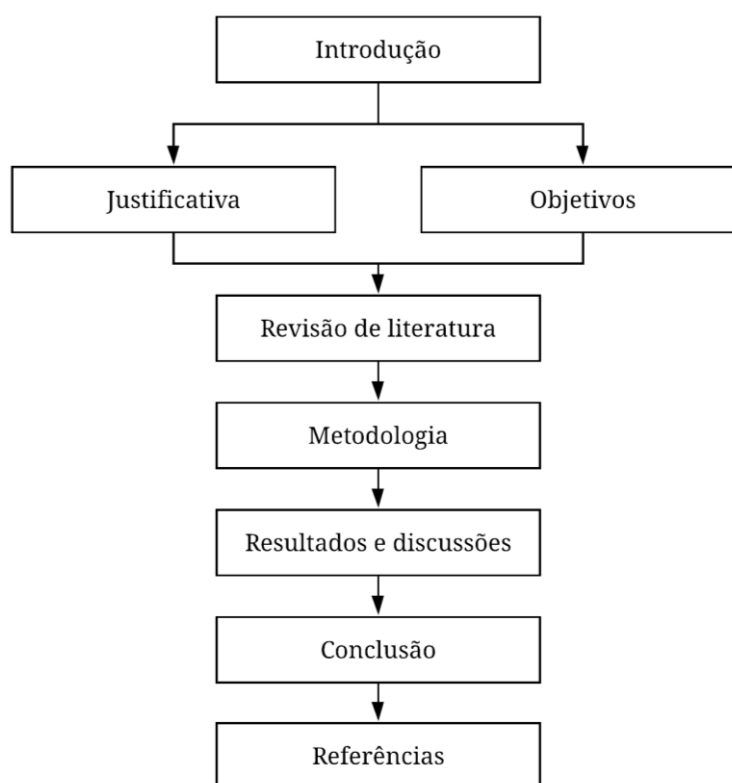 Introdução
Justificativa
Objetivos
Revisão de literatura
Metodologia
Resultados e discussões
Conclusão
Referências